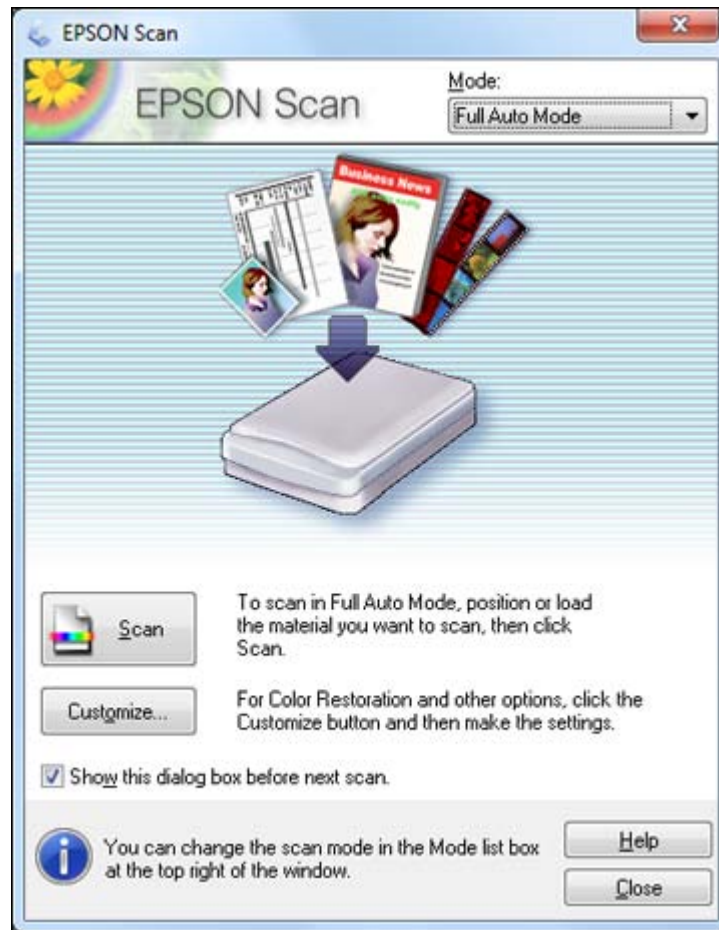 EPSON Scan
EPSON Scan
Mode:
Full Auto Mode
Business News
Scan
To scan in Full Auto Mode, position or load
the material you want to scan, then click
Scan.
Customize...
For Color Restoration and other options, click the
Customize button and then make the settings.
Show this dialog box before next scan.
You can change the scan mode in the Mode list box
at the top right of the window.
Help
Close